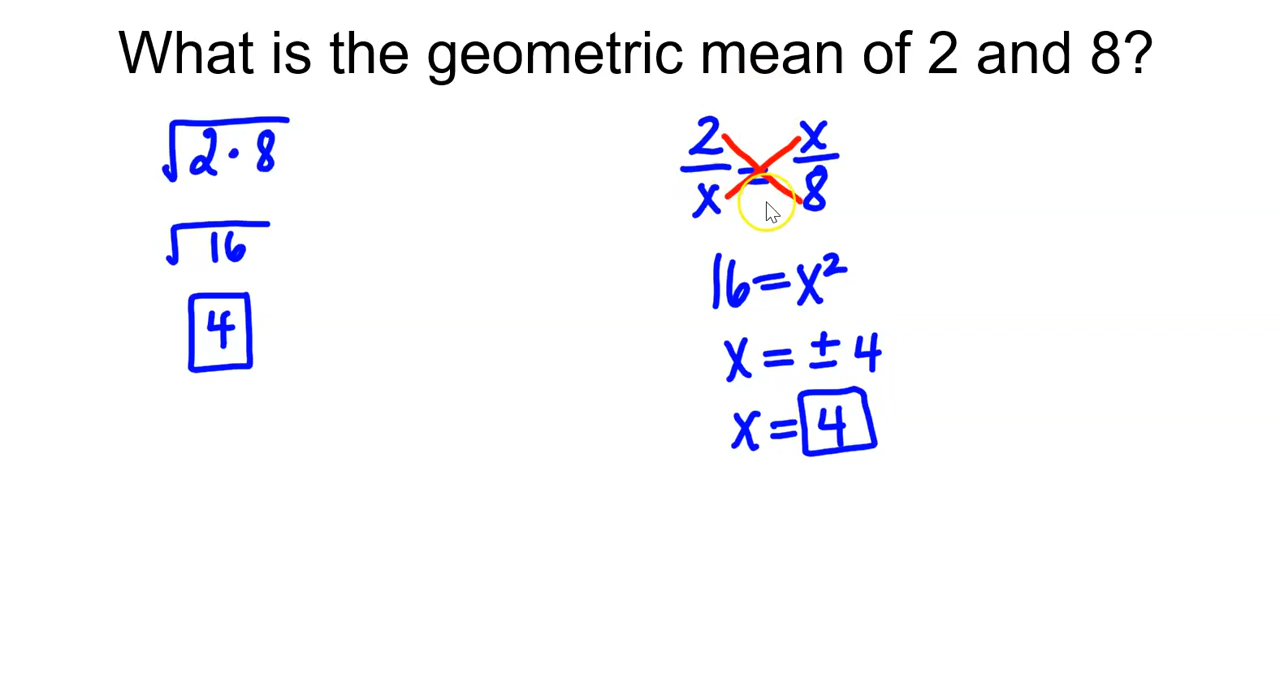 What is the geometric mean of 2 and 8?
√2·8
√16
4
2/x = x/8
16=x²
x = ±4
x = 4